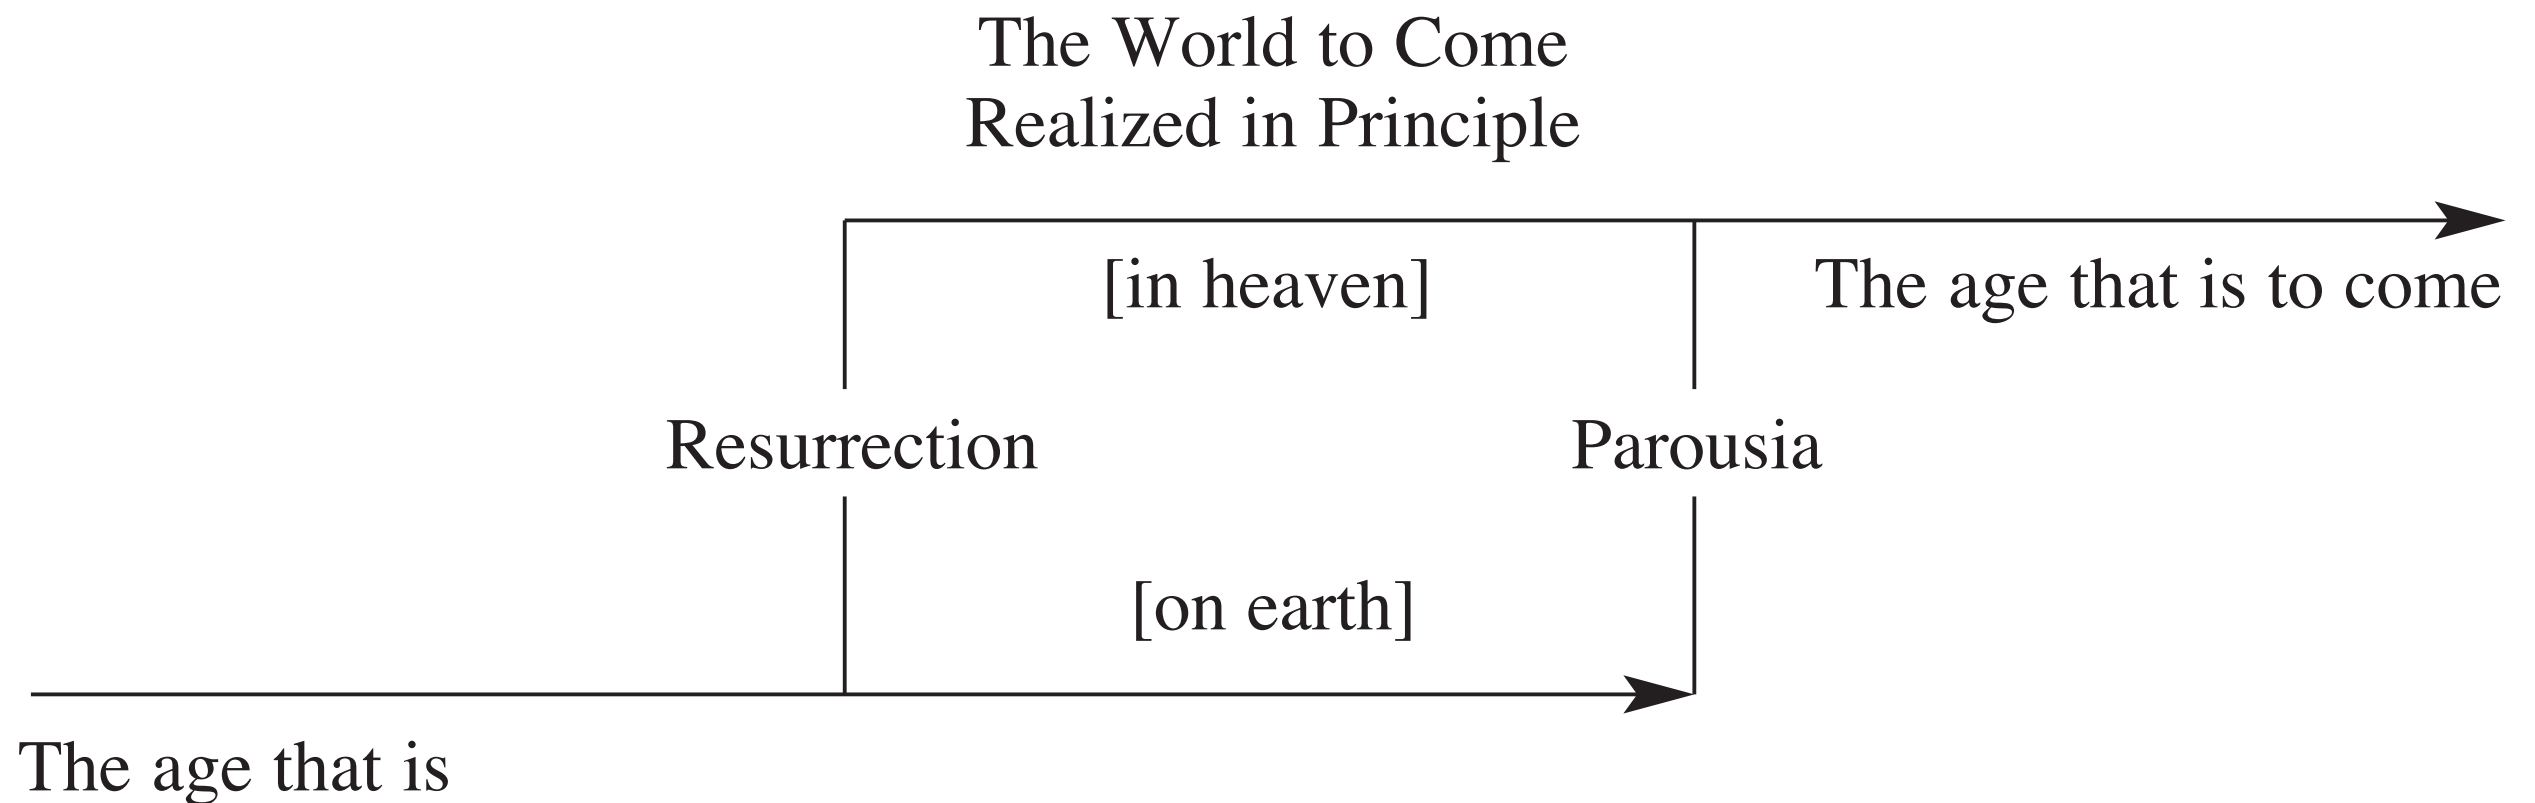 The World to Come
Realized in Principle
[in heaven]
The age that is to come
Resurrection
Parousia
[on earth]
The age that is